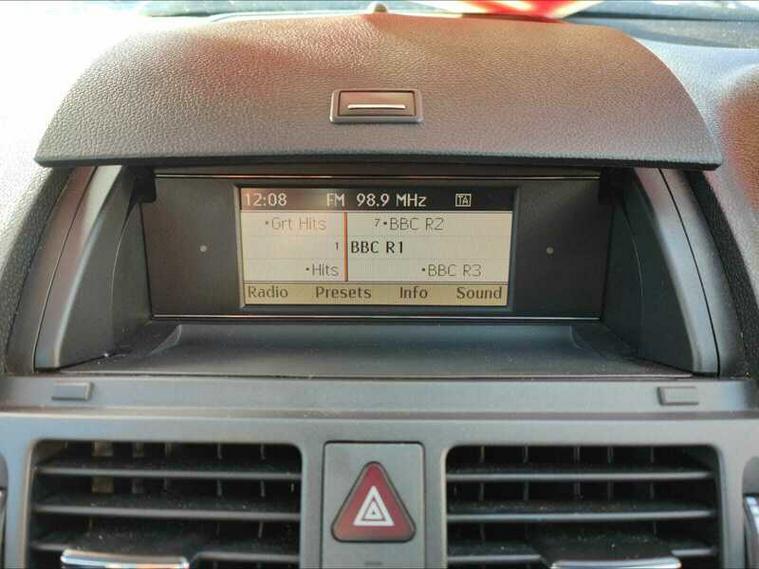 12:08 FM 98.9 MHz TA
•Grt Hits 7•BBC R2
1 BBC R1
•Hits •BBC R3
Radio Presets Info Sound